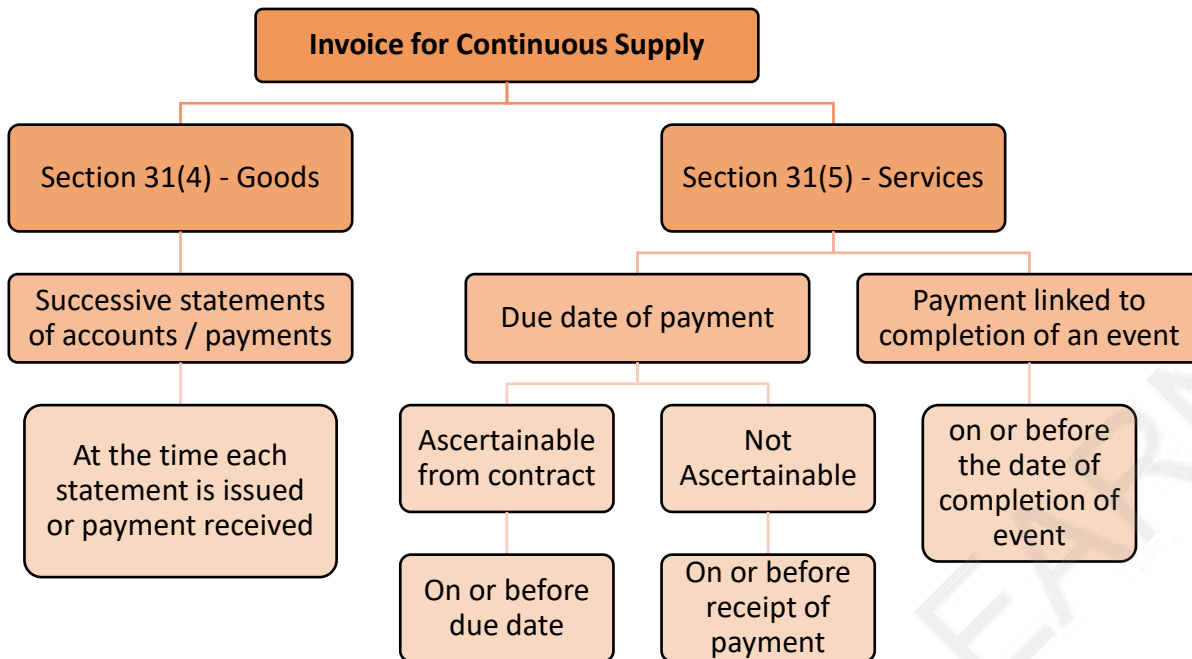 Invoice for Continuous Supply
Section 31(4) - Goods
Section 31(5) - Services
Successive statements
of accounts / payments
Due date of payment
Payment linked to
completion of an event
At the time each
statement is issued
or payment received
Ascertainable
from contract
Not
Ascertainable
on or before
the date of
completion of
event
On or before
due date
On or before
receipt of
payment